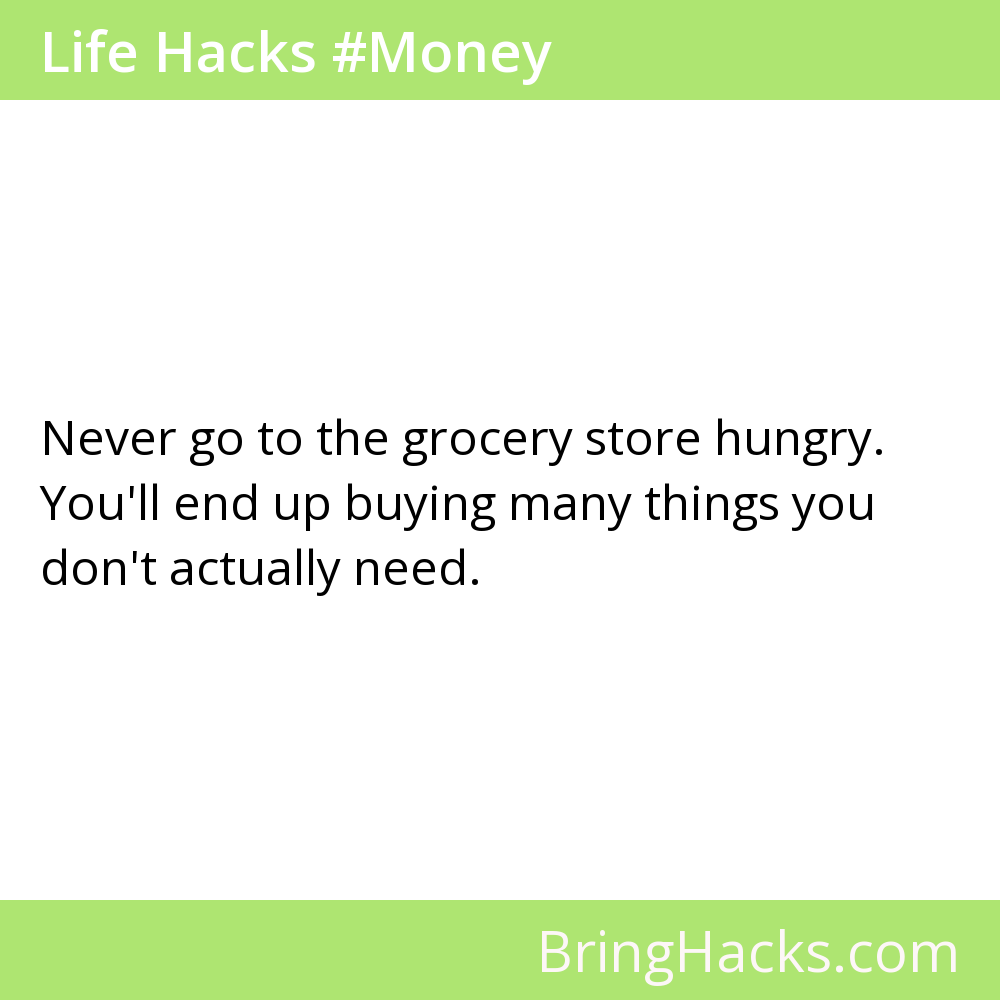 Life Hacks #Money
Never go to the grocery store hungry.
You'll end up buying many things you
don't actually need.
BringHacks.com